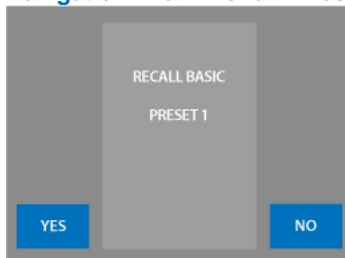 RECALL BASIC
PRESET 1
YES
NO